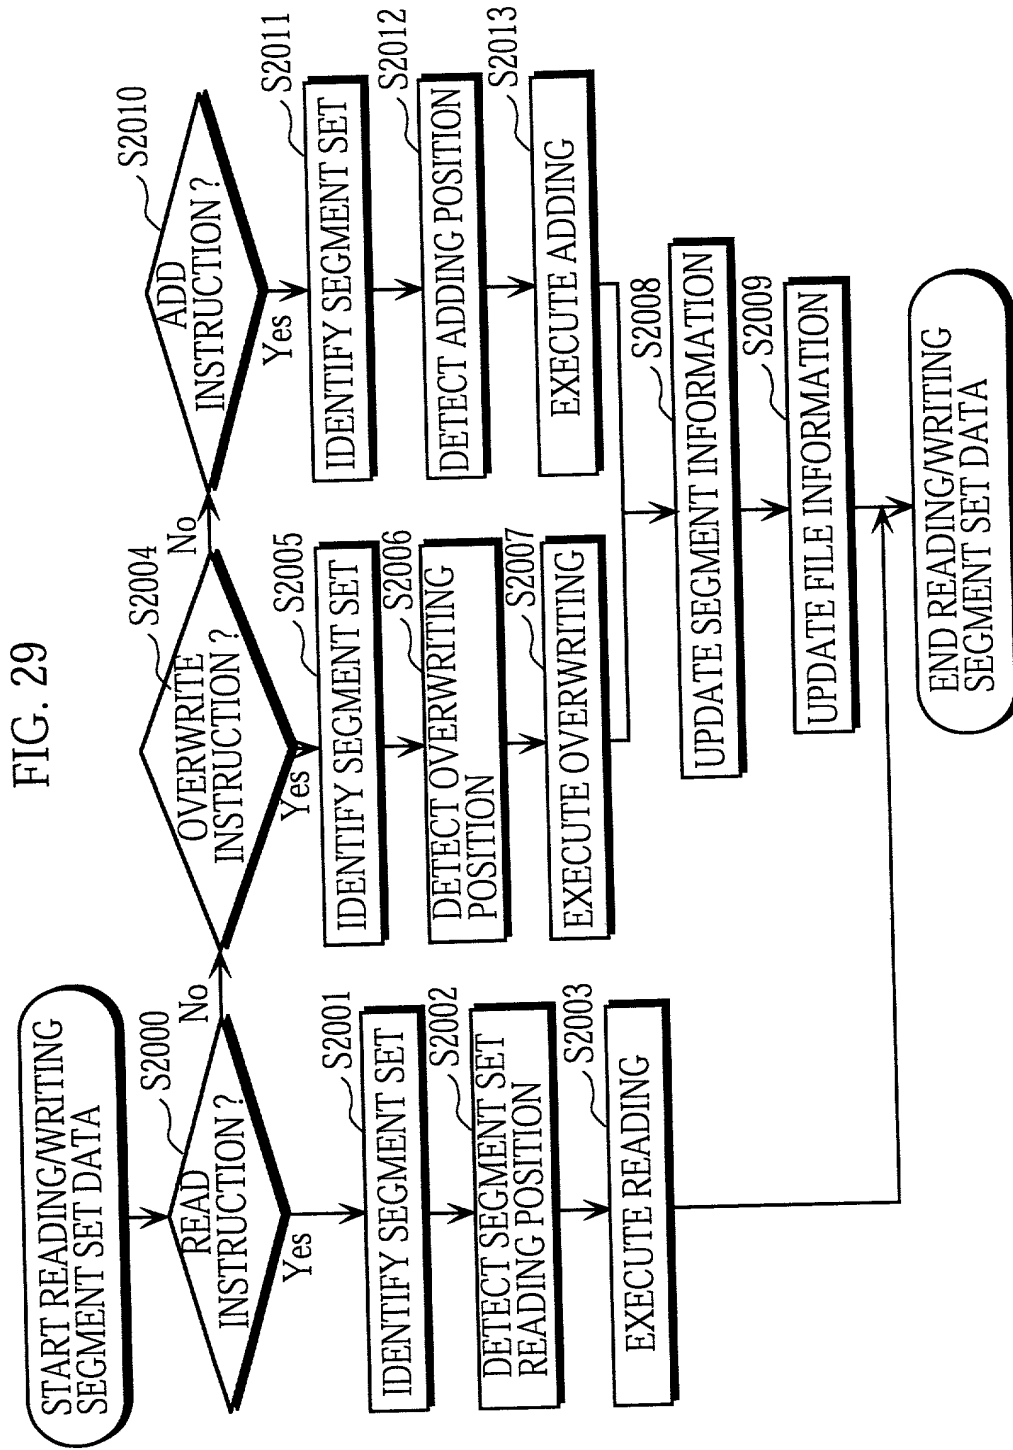 FIG. 29
START READING/WRITING
SEGMENT SET DATA
S2000
READ
INSTRUCTION ?
No
Yes
S2001
IDENTIFY SEGMENT SET
S2002
DETECT SEGMENT SET
READING POSITION
S2003
EXECUTE READING
S2004
OVERWRITE
INSTRUCTION ?
No
Yes
S2005
IDENTIFY SEGMENT SET
S2006
DETECT OVERWRITING
POSITION
S2007
EXECUTE OVERWRITING
S2010
ADD
INSTRUCTION ?
Yes
S2011
IDENTIFY SEGMENT SET
S2012
DETECT ADDING POSITION
S2013
EXECUTE ADDING
S2008
UPDATE SEGMENT INFORMATION
S2009
UPDATE FILE INFORMATION
END READING/WRITING
SEGMENT SET DATA